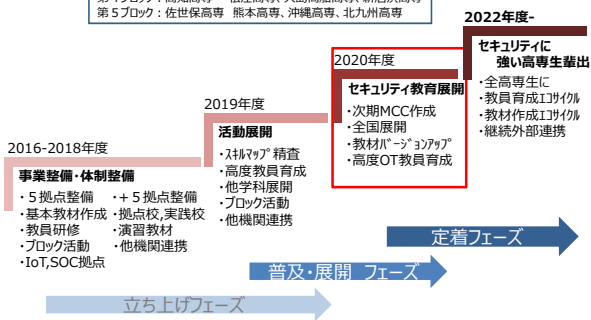 第５ブロック：佐世保高専 熊本高専、沖縄高専、北九州高専
2022年度-
セキュリティに
強い高専生輩出
・全高専生に
・教員育成ｴｺｻｲｸﾙ
・教材作成ｴｺｻｲｸﾙ
・継続外部連携
2020年度
セキュリティ教育展開
・次期MCC作成
・全国展開
・教材ﾊﾞｰｼﾞｮﾝｱｯﾌﾟ
・高度OT教員育成
2019年度
活動展開
・ｽｷﾙﾏｯﾌﾟ精査
・高度教員育成
・他学科展開
・ﾌﾞﾛｯｸ活動
・他機関連携
2016-2018年度
事業整備・体制整備
・５拠点整備
・基本教材作成
・教員研修
・ﾌﾞﾛｯｸ活動
・IoT,SOC拠点
・+５拠点整備
・拠点校,実践校
・演習教材
・他機関連携
定着フェーズ
普及・展開 フェーズ
立ち上げフェーズ